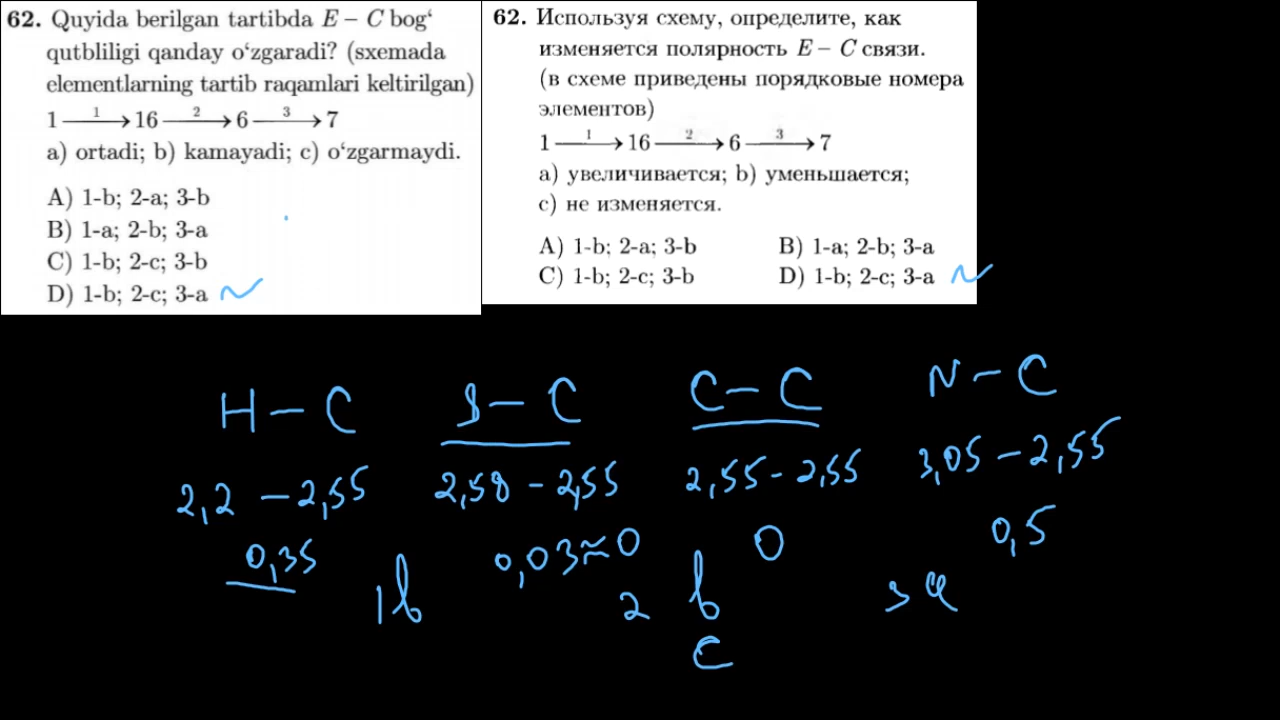 62. Quyida berilgan tartibda E – C bog‘
qutbliligi qanday o‘zgaradi? (sxemada
elementlarning tartib raqamlari keltirilgan)
1 —1→ 16 —2→ 6 —3→ 7
a) ortadi; b) kamayadi; c) o‘zgarmaydi.
A) 1-b; 2-a; 3-b
B) 1-a; 2-b; 3-a
C) 1-b; 2-c; 3-b
D) 1-b; 2-c; 3-a
62. Используя схему, определите, как
изменяется полярность E – C связи.
(в схеме приведены порядковые номера
элементов)
1 —1→ 16 —2→ 6 —3→ 7
a) увеличивается; b) уменьшается;
c) не изменяется.
A) 1-b; 2-a; 3-b B) 1-a; 2-b; 3-a
C) 1-b; 2-c; 3-b D) 1-b; 2-c; 3-a
H – C S – C C – C N – C
2,2 – 2,55 2,58 – 2,55 2,55 - 2,55 3,05 – 2,55
0,35 0,03≈0 0 0,5
1b 2 b 3a
c